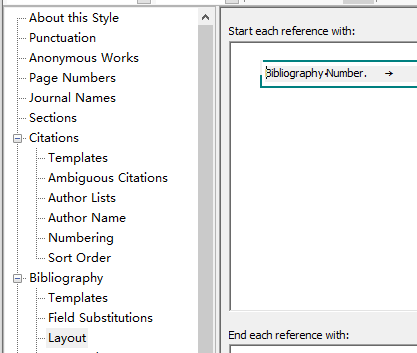 About this Style
Punctuation
Anonymous Works
Page Numbers
Journal Names
Sections
Citations
Templates
Ambiguous Citations
Author Lists
Author Name
Numbering
Sort Order
Bibliography
Templates
Field Substitutions
Layout
Start each reference with:
Bibliography·Number. →
End each reference with: